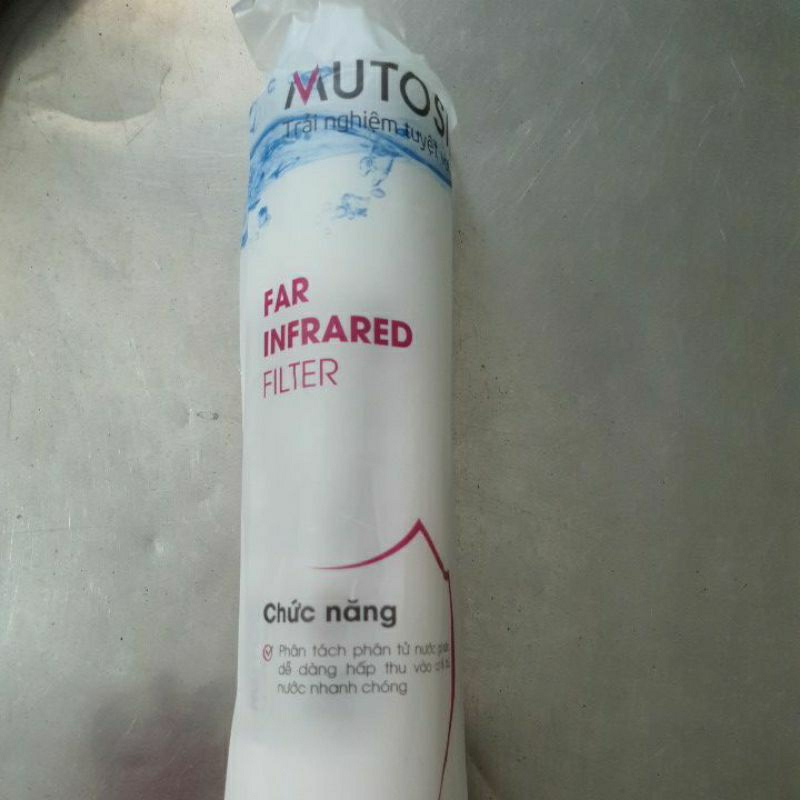 MUTOS
Trải nghiệm tuyệt
FAR
INFRARED
FILTER
Chức năng
Phân tách phân tử nước
dễ dàng hấp thu vào
nước nhanh chóng